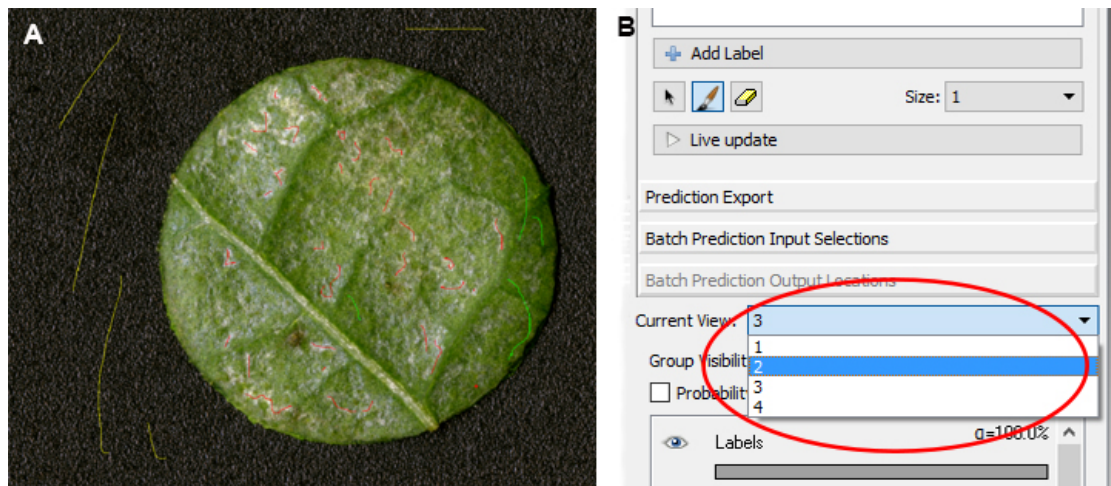 A
B
Add Label
Size: 1
Live update
Prediction Export
Batch Prediction Input Selections
Batch Prediction Output Locations
Current View: 3
1
Group Visibilit
2
3
Probabilit
4
Labels
α=100.0%